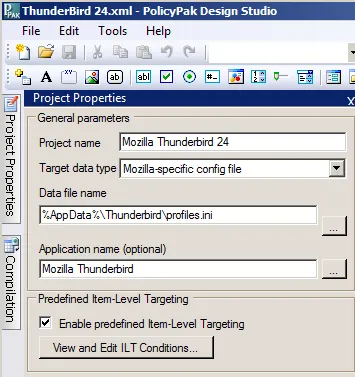 ThunderBird 24.xml - PolicyPak Design Studio
File Edit Tools Help
Project Properties
General parameters
Project name Mozilla Thunderbird 24
Target data type Mozilla-specific config file
Data file name
%AppData%\Thunderbird\profiles.ini
...
Application name (optional)
Mozilla Thunderbird
...
Predefined Item-Level Targeting
Enable predefined Item-Level Targeting
View and Edit ILT Conditions...
Project Properties
Compilation